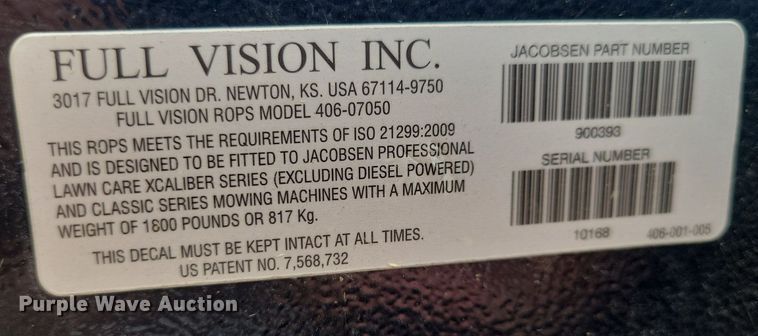 FULL VISION INC.
3017 FULL VISION DR. NEWTON, KS. USA 67114-9750
FULL VISION ROPS MODEL 406-07050
THIS ROPS MEETS THE REQUIREMENTS OF ISO 21299:2009
AND IS DESIGNED TO BE FITTED TO JACOBSEN PROFESSIONAL
LAWN CARE XCALIBER SERIES (EXCLUDING DIESEL POWERED)
AND CLASSIC SERIES MOWING MACHINES WITH A MAXIMUM
WEIGHT OF 1800 POUNDS OR 817 Kg.
THIS DECAL MUST BE KEPT INTACT AT ALL TIMES.
US PATENT NO. 7,568,732
JACOBSEN PART NUMBER
900393
SERIAL NUMBER
10168
406-001-005
Purple Wave Auction